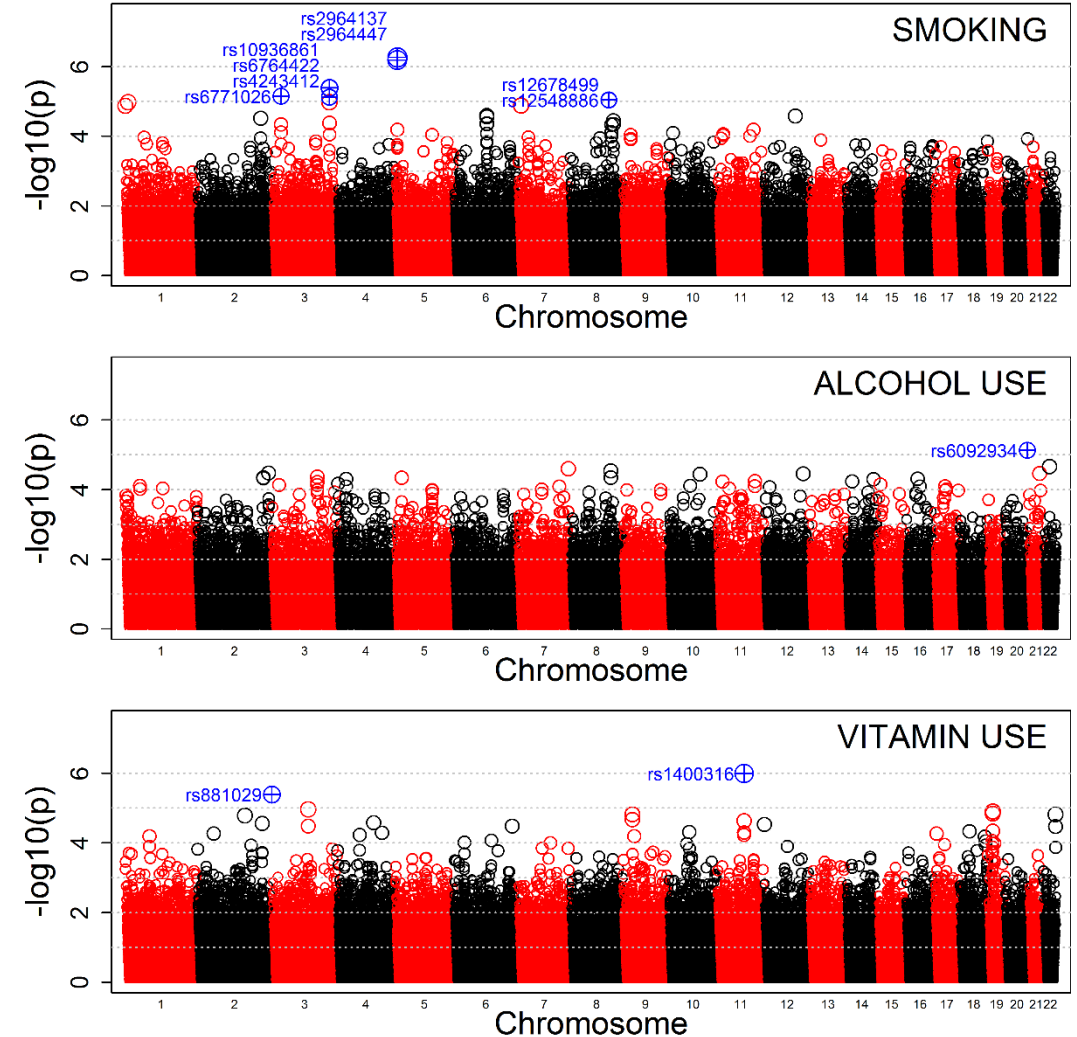 SMOKING
rs2964137
rs2964447
rs10936861
rs6764422
rs4243412
rs6771026
rs12678499
rs12548886
-log10(p)
6
4
2
0
1 2 3 4 5 6 7 8 9 10 11 12 13 14 15 16 17 18 19 20 21 22
Chromosome
ALCOHOL USE
rs6092934
-log10(p)
6
4
2
0
1 2 3 4 5 6 7 8 9 10 11 12 13 14 15 16 17 18 19 20 21 22
Chromosome
VITAMIN USE
rs1400316
rs881029
-log10(p)
6
4
2
0
1 2 3 4 5 6 7 8 9 10 11 12 13 14 15 16 17 18 19 20 21 22
Chromosome